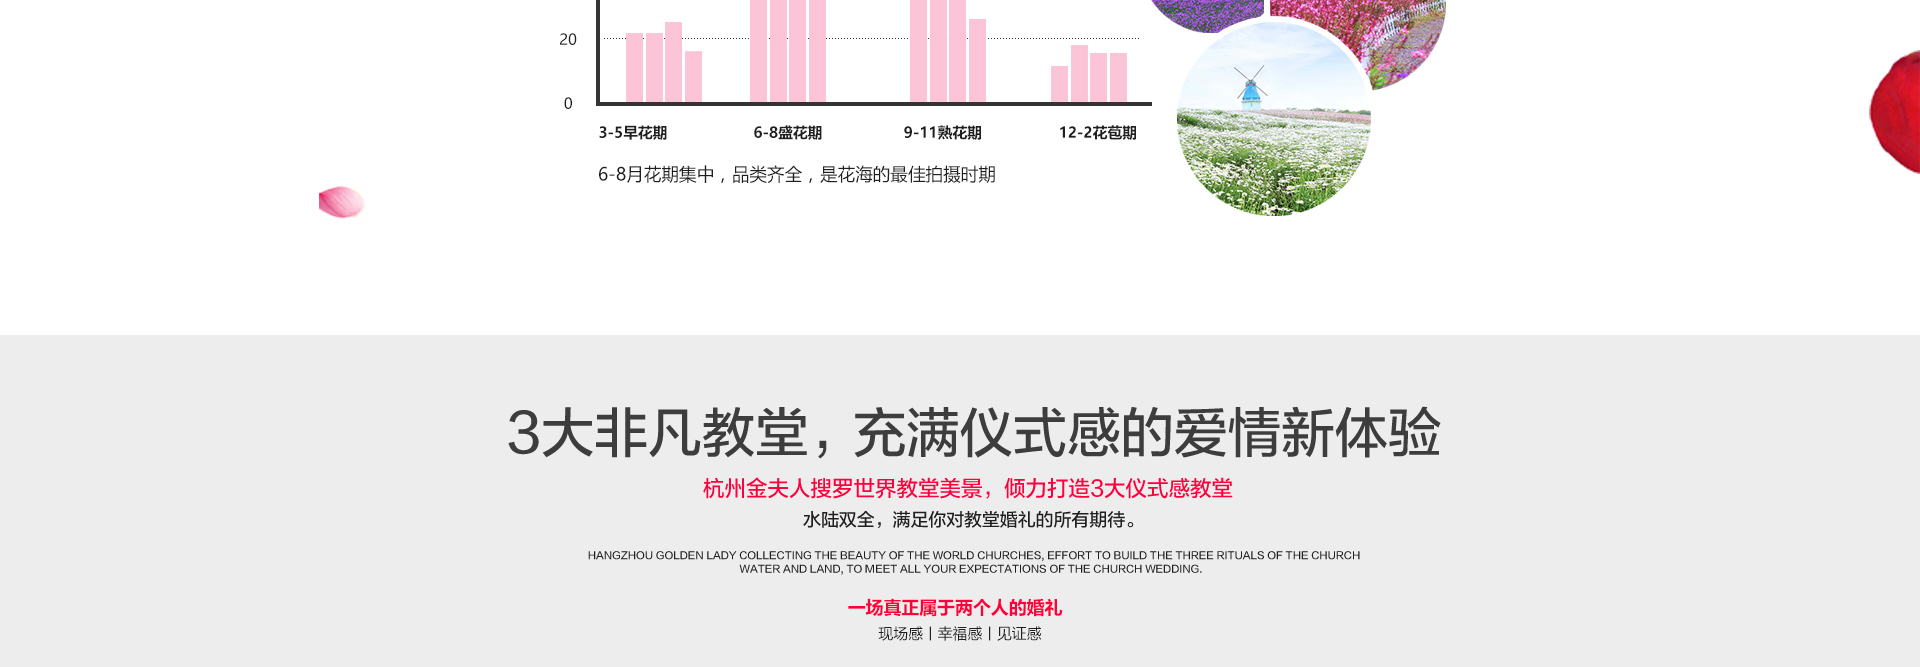 20
0
3-5早花期 6-8盛花期 9-11熟花期 12-2花苞期
6-8月花期集中，品类齐全，是花海的最佳拍摄时期
3大非凡教堂，充满仪式感的爱情新体验
杭州金夫人搜罗世界教堂美景，倾力打造3大仪式感教堂
水陆双全，满足你对教堂婚礼的所有期待。
HANGZHOU GOLDEN LADY COLLECTING THE BEAUTY OF THE WORLD CHURCHES, EFFORT TO BUILD THE THREE RITUALS OF THE CHURCH
WATER AND LAND, TO MEET ALL YOUR EXPECTATIONS OF THE CHURCH WEDDING.
一场真正属于两个人的婚礼
现场感丨幸福感丨见证感